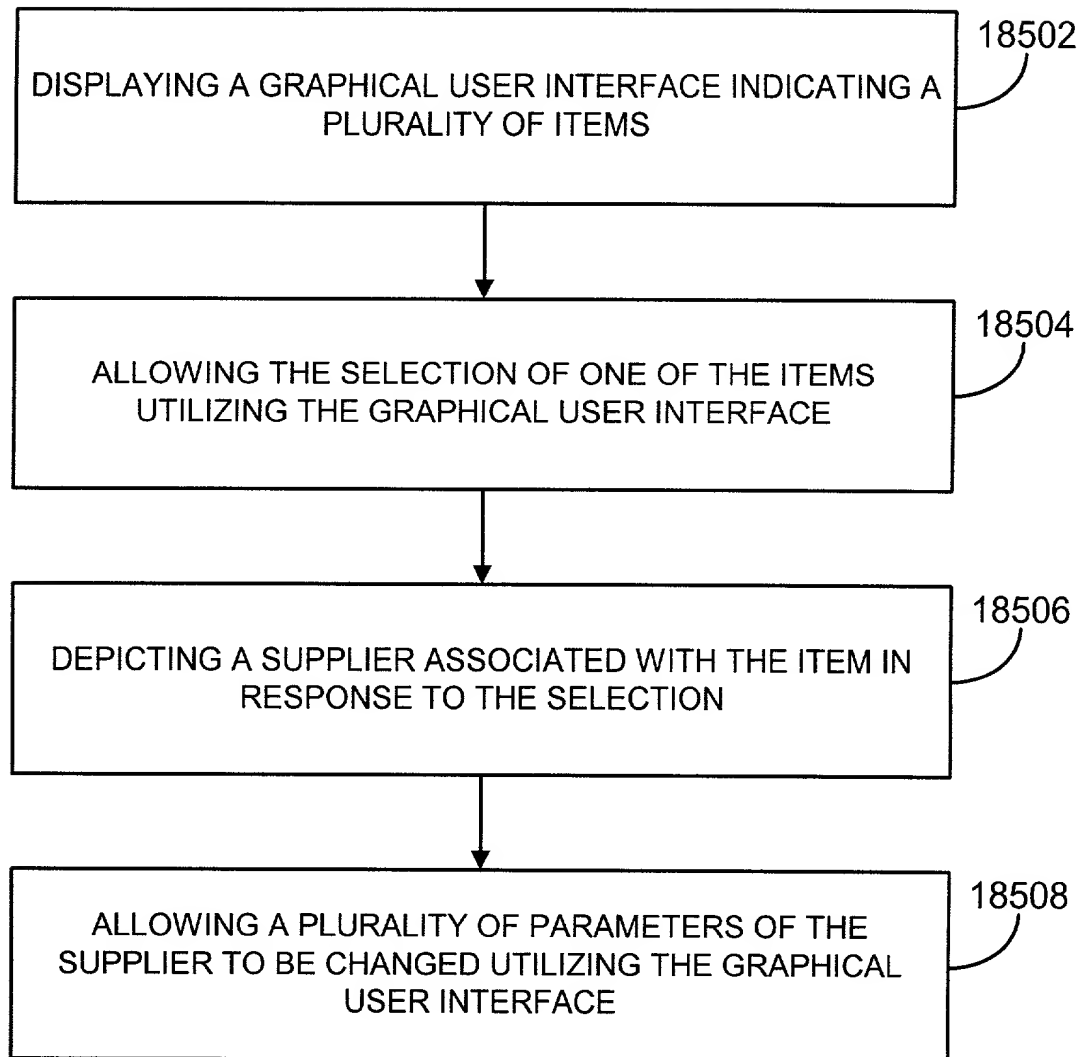 18502
DISPLAYING A GRAPHICAL USER INTERFACE INDICATING A
PLURALITY OF ITEMS
18504
ALLOWING THE SELECTION OF ONE OF THE ITEMS
UTILIZING THE GRAPHICAL USER INTERFACE
18506
DEPICTING A SUPPLIER ASSOCIATED WITH THE ITEM IN
RESPONSE TO THE SELECTION
18508
ALLOWING A PLURALITY OF PARAMETERS OF THE
SUPPLIER TO BE CHANGED UTILIZING THE GRAPHICAL
USER INTERFACE